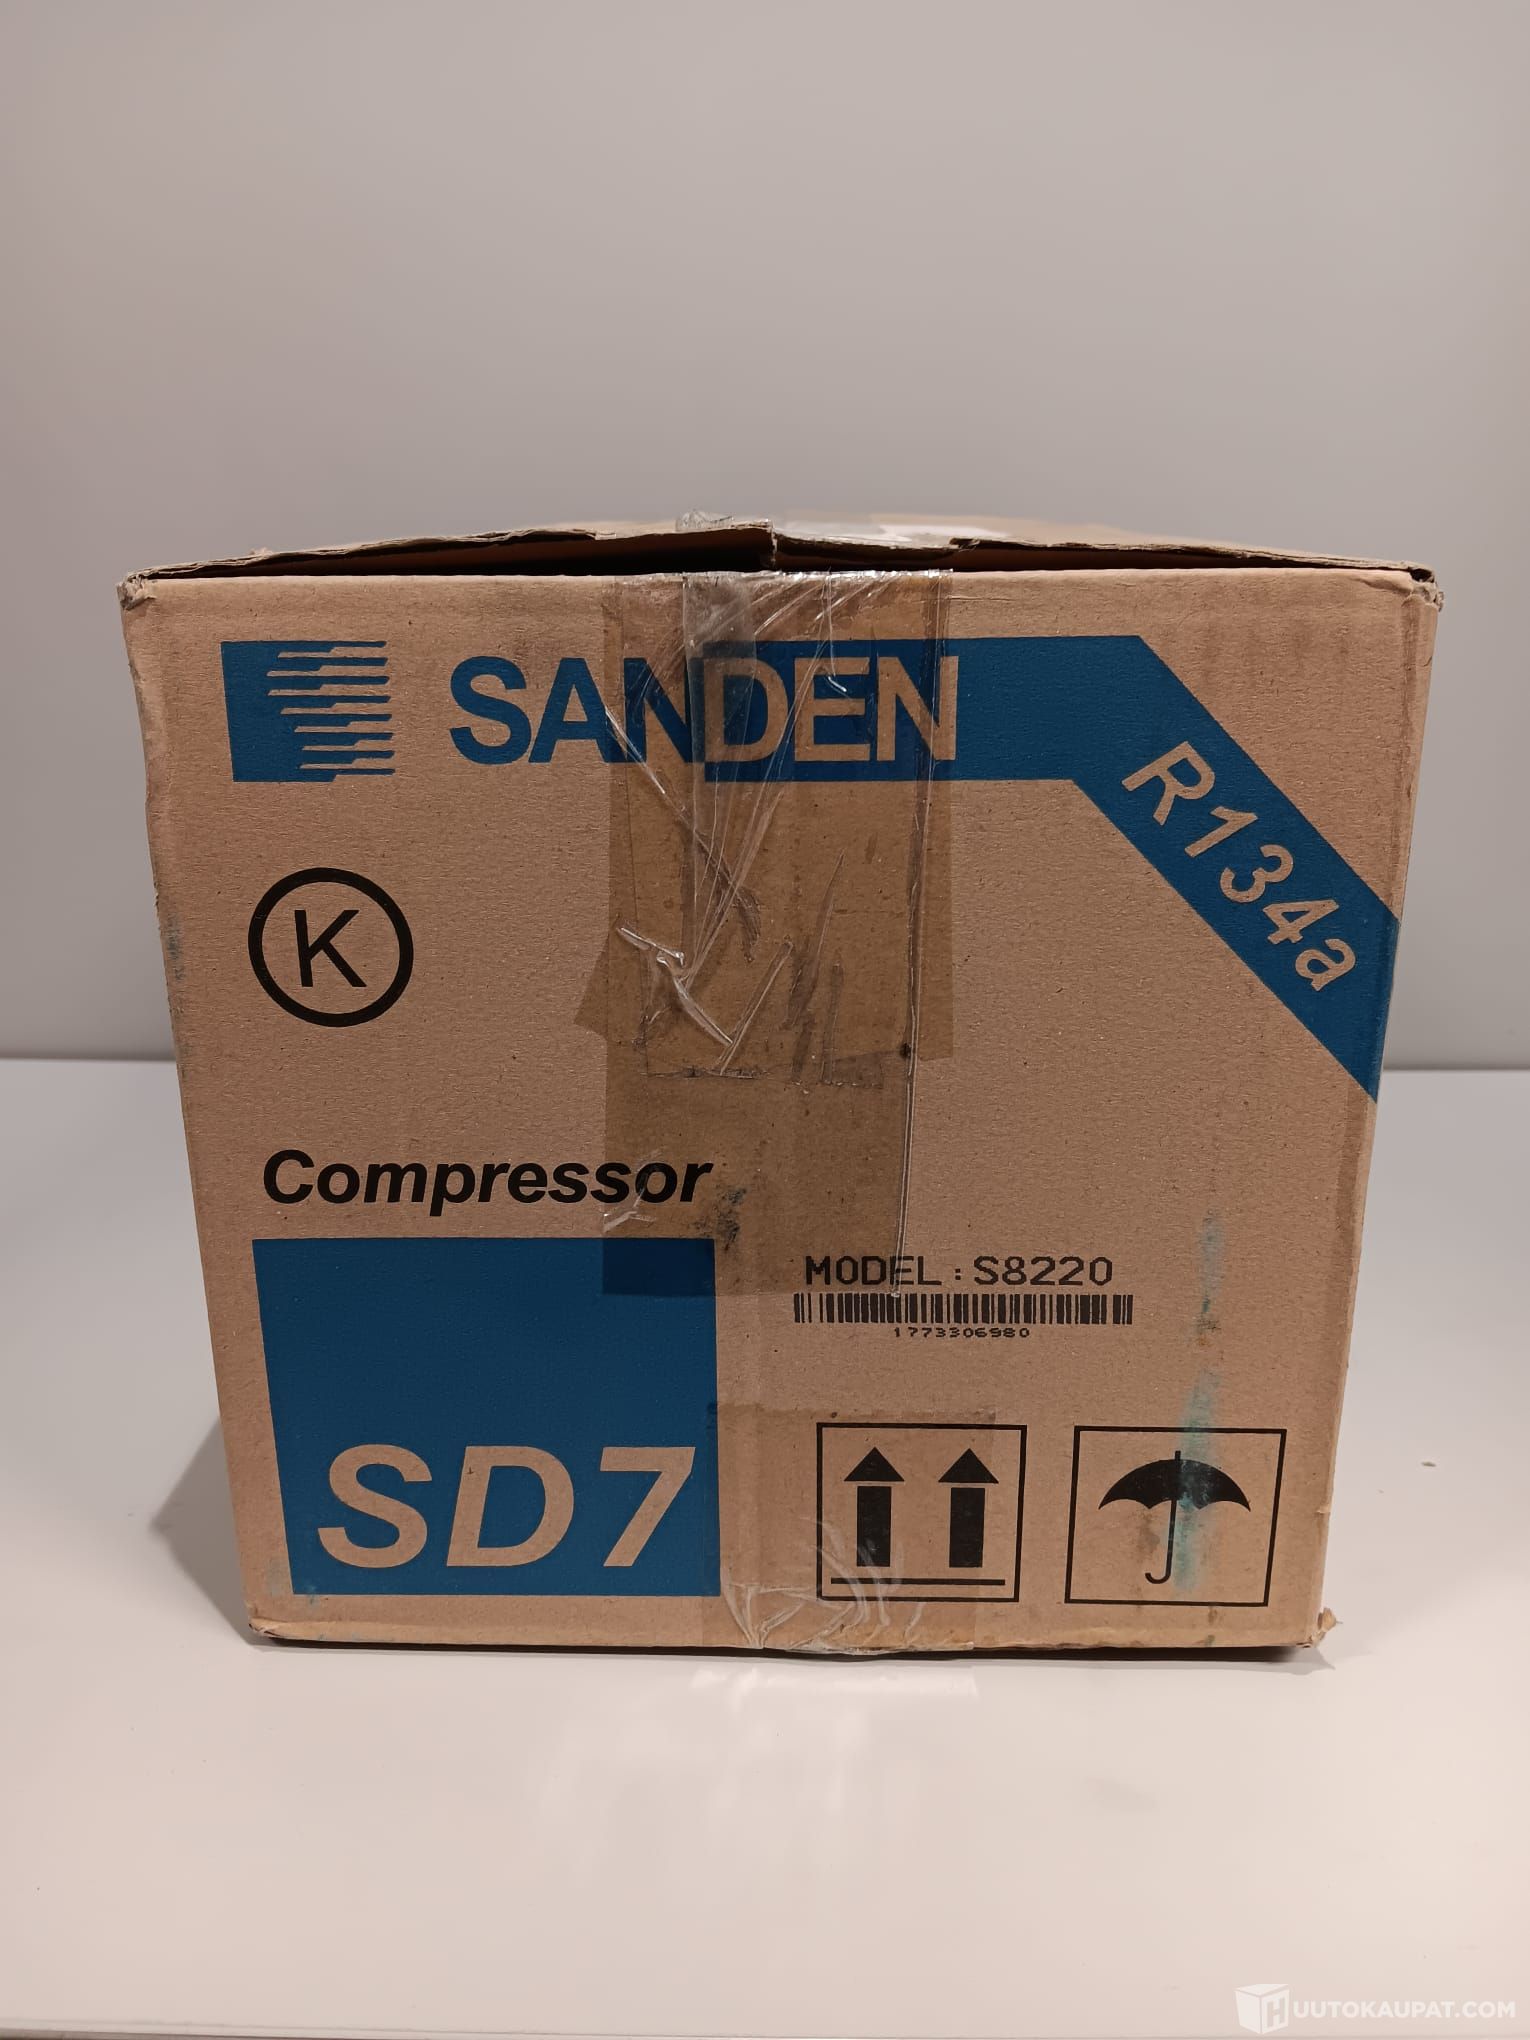 SANDEN
R134a
K
Compressor
MODEL : S8220
1773306980
SD7
HUUTOKAUPAT.COM